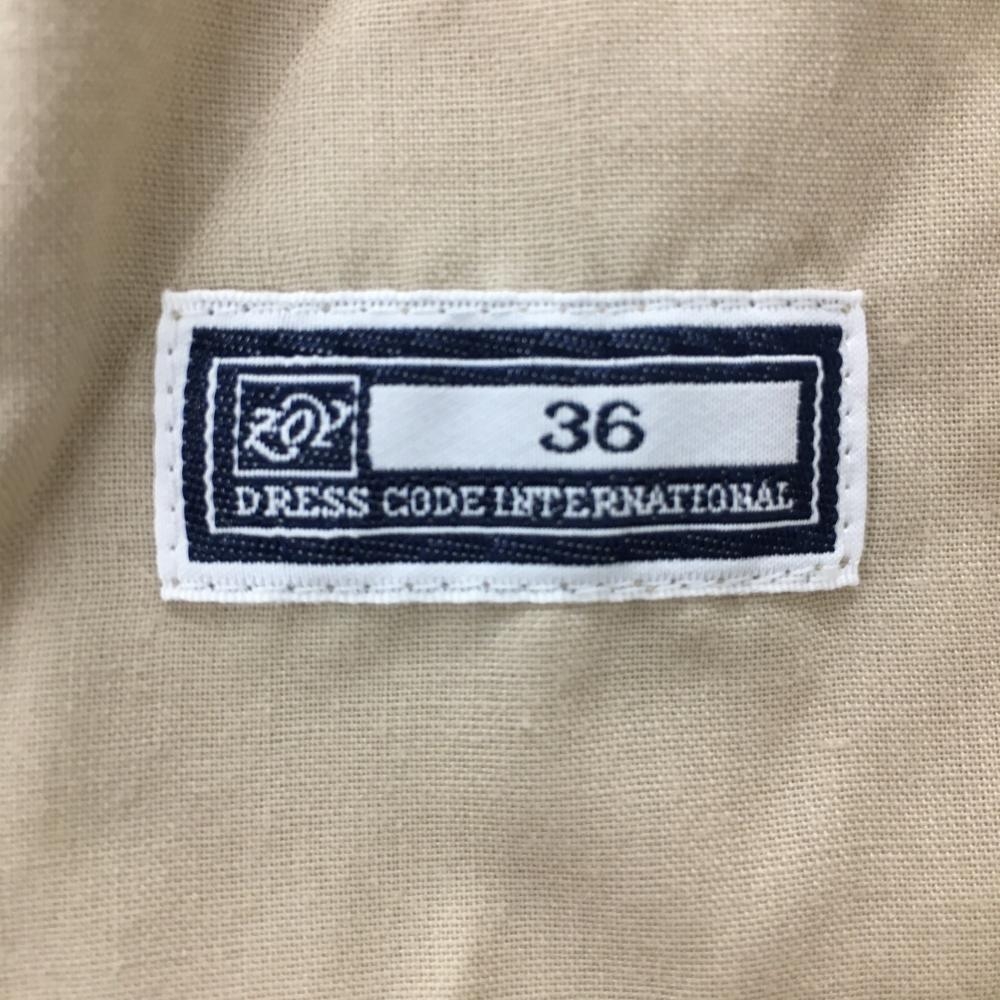 ZOY
36
DRESS CODE INTERNATIONAL